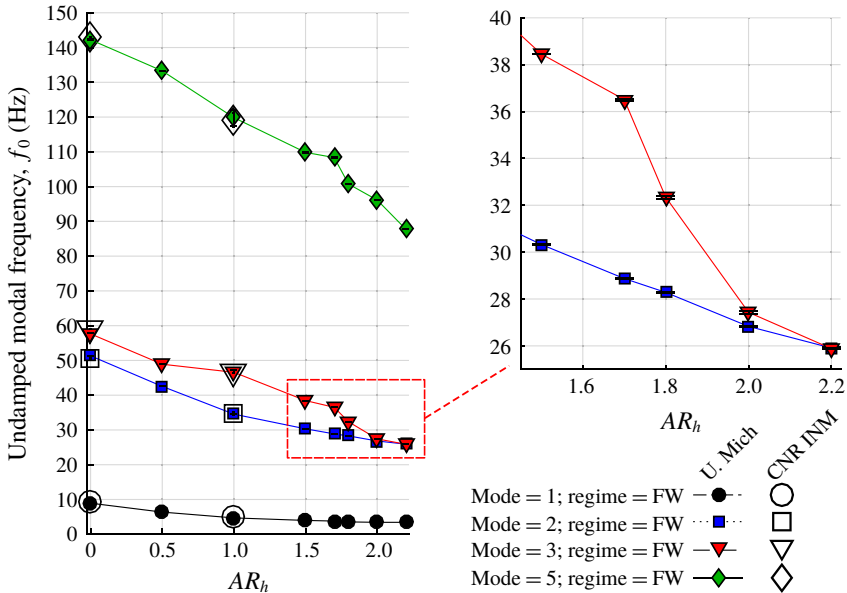 150
140
130
120
110
100
90
80
70
60
50
40
30
20
10
0
Undamped modal frequency, f₀ (Hz)
0 0.5 1.0 1.5 2.0
AR_h
40
38
36
34
32
30
28
26
1.6 1.8 2.0 2.2
AR_h
U. Mich CNR INM
Mode = 1; regime = FW
Mode = 2; regime = FW
Mode = 3; regime = FW
Mode = 5; regime = FW